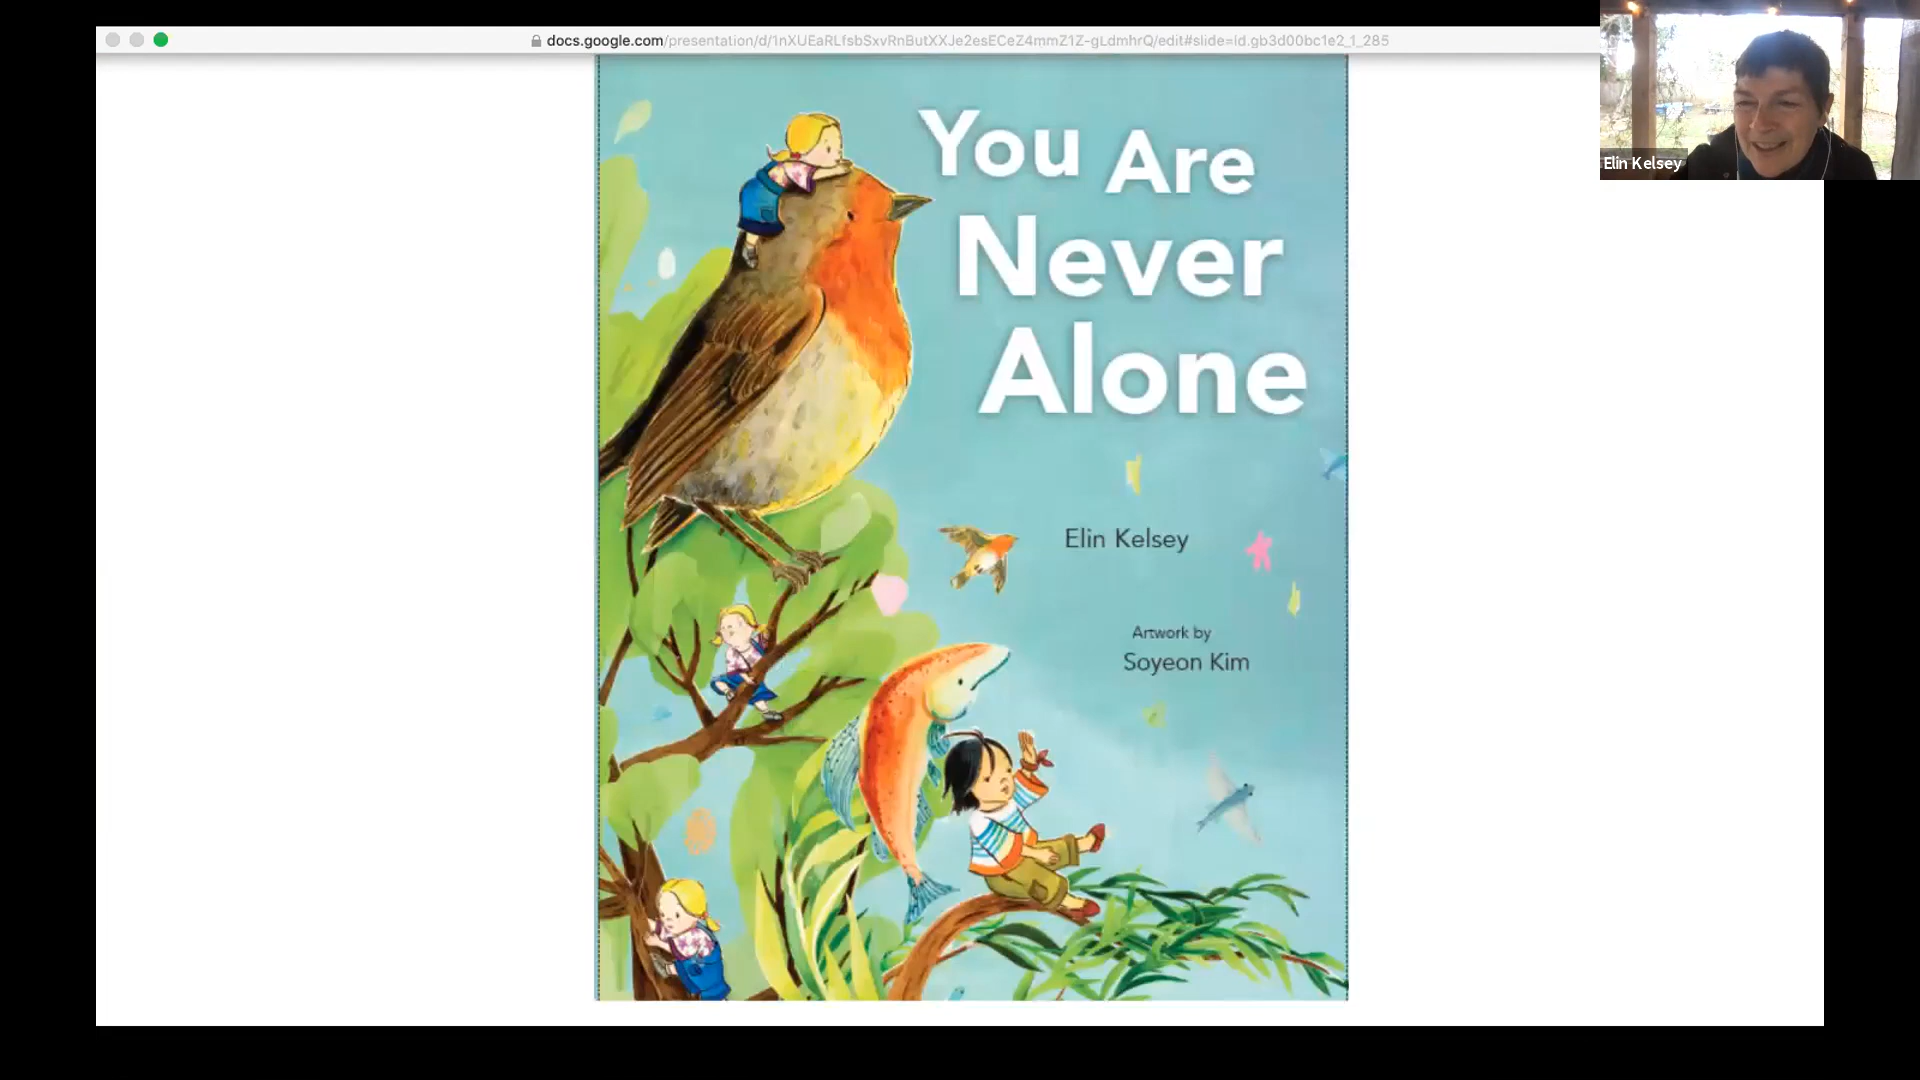 docs.google.com/presentation/d/1nXUEaRLfsbSxvRnButXXJe2esECeZ4mmZ1Z-gLdmhrQ/edit#slide=id.gb3d00bc1e2_1_285
Elin Kelsey
You Are
Never
Alone
Elin Kelsey
Artwork by
Soyeon Kim